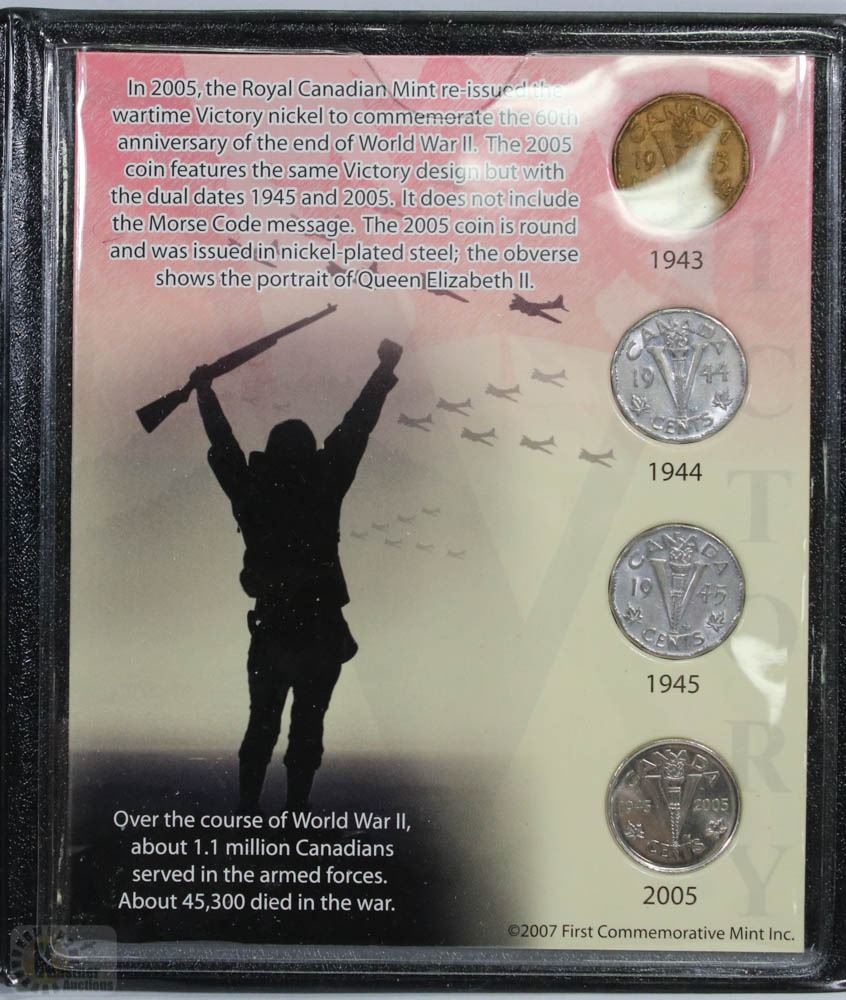 In 2005, the Royal Canadian Mint re-issued the
wartime Victory nickel to commemorate the 60th
anniversary of the end of World War II. The 2005
coin features the same Victory design but with
the dual dates 1945 and 2005. It does not include
the Morse Code message. The 2005 coin is round
and was issued in nickel-plated steel; the obverse
shows the portrait of Queen Elizabeth II.
CANADA
19 43
1943
CANADA
19 44
CENTS
1944
CANADA
19 45
CENTS
1945
CANADA
1945 2005
CENTS
2005
VICTORY
Over the course of World War II,
about 1.1 million Canadians
served in the armed forces.
About 45,300 died in the war.
©2007 First Commemorative Mint Inc.
Kastner
Auctions